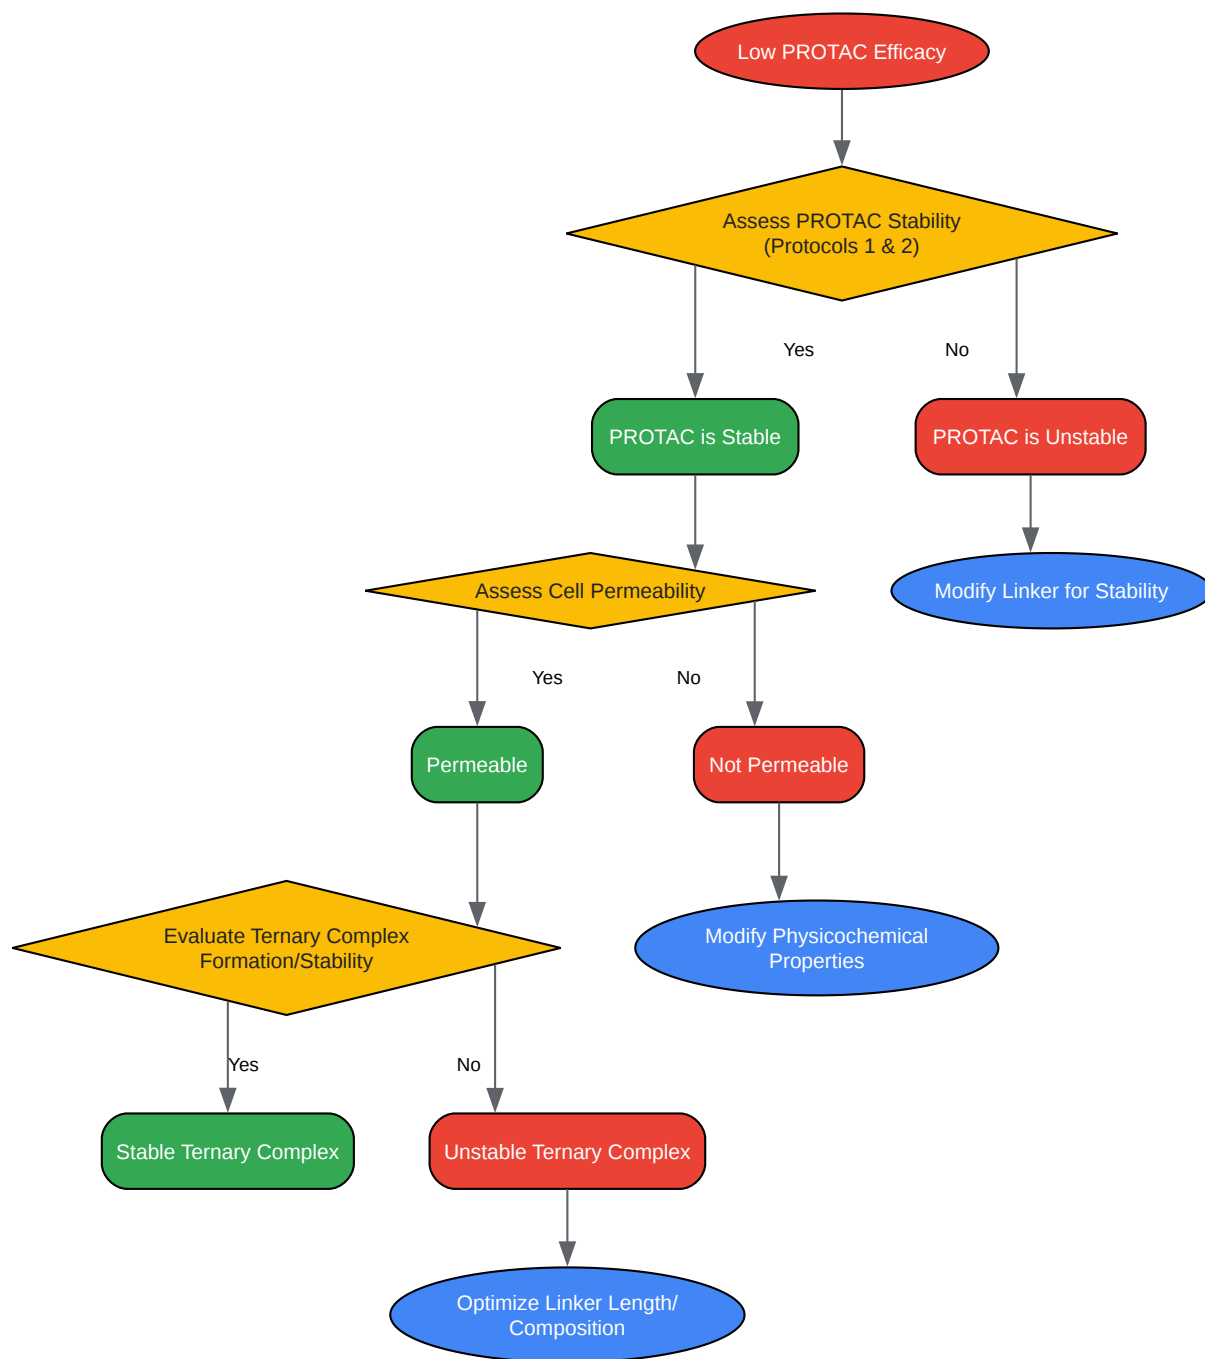 Low PROTAC Efficacy
Assess PROTAC Stability
(Protocols 1 & 2)
Yes
No
PROTAC is Stable
PROTAC is Unstable
Assess Cell Permeability
Modify Linker for Stability
Yes
No
Permeable
Not Permeable
Evaluate Ternary Complex
Formation/Stability
Modify Physicochemical
Properties
Yes
No
Stable Ternary Complex
Unstable Ternary Complex
Optimize Linker Length/
Composition